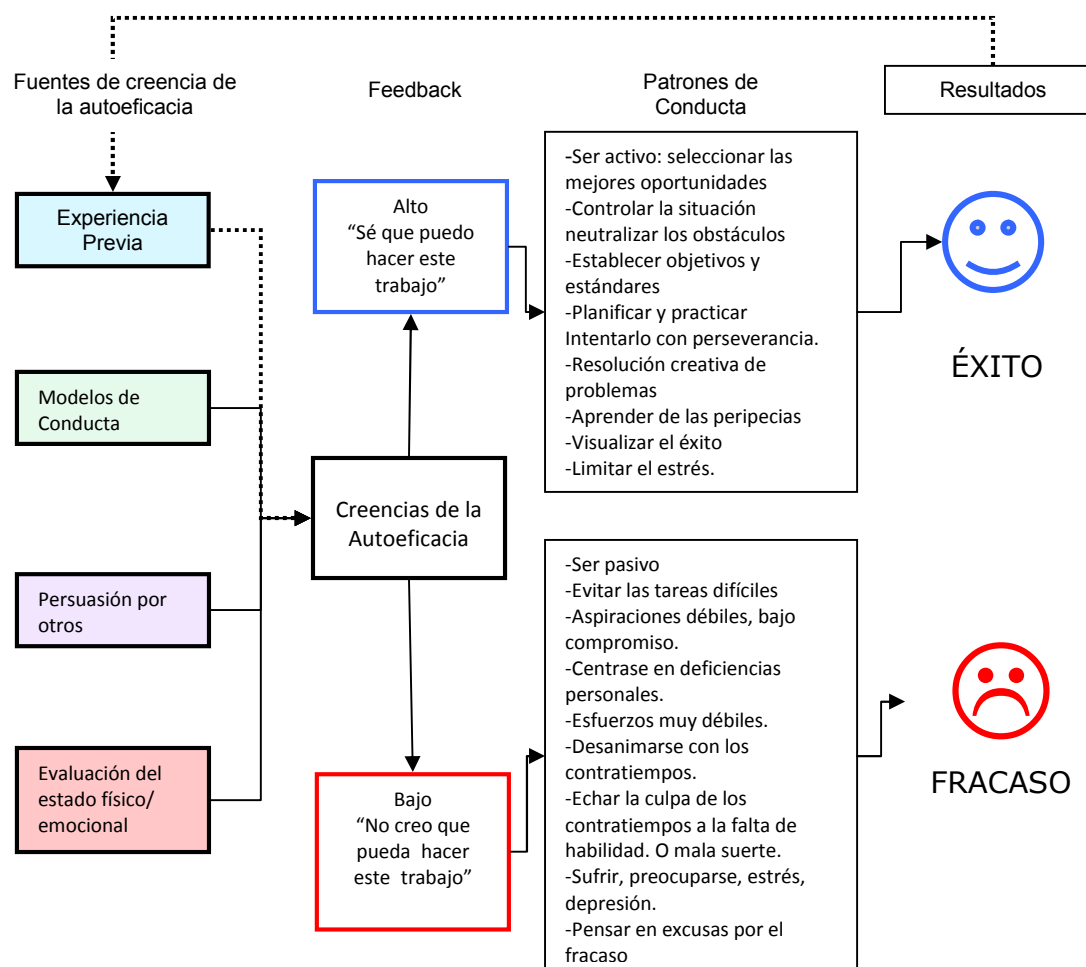 Fuentes de creencia de
la autoeficacia
Feedback
Patrones de
Conducta
Resultados
Experiencia
Previa
Modelos de
Conducta
Persuasión por
otros
Evaluación del
estado físico/
emocional
Alto
“Sé que puedo
hacer este
trabajo”
Creencias de la
Autoeficacia
Bajo
“No creo que
pueda hacer
este trabajo”
-Ser activo: seleccionar las
mejores oportunidades
-Controlar la situación
neutralizar los obstáculos
-Establecer objetivos y
estándares
-Planificar y practicar
Intentarlo con perseverancia.
-Resolución creativa de
problemas
-Aprender de las peripecias
-Visualizar el éxito
-Limitar el estrés.
-Ser pasivo
-Evitar las tareas difíciles
-Aspiraciones débiles, bajo
compromiso.
-Centrase en deficiencias
personales.
-Esfuerzos muy débiles.
-Desanimarse con los
contratiempos.
-Echar la culpa de los
contratiempos a la falta de
habilidad. O mala suerte.
-Sufrir, preocuparse, estrés,
depresión.
-Pensar en excusas por el
fracaso
ÉXITO
FRACASO